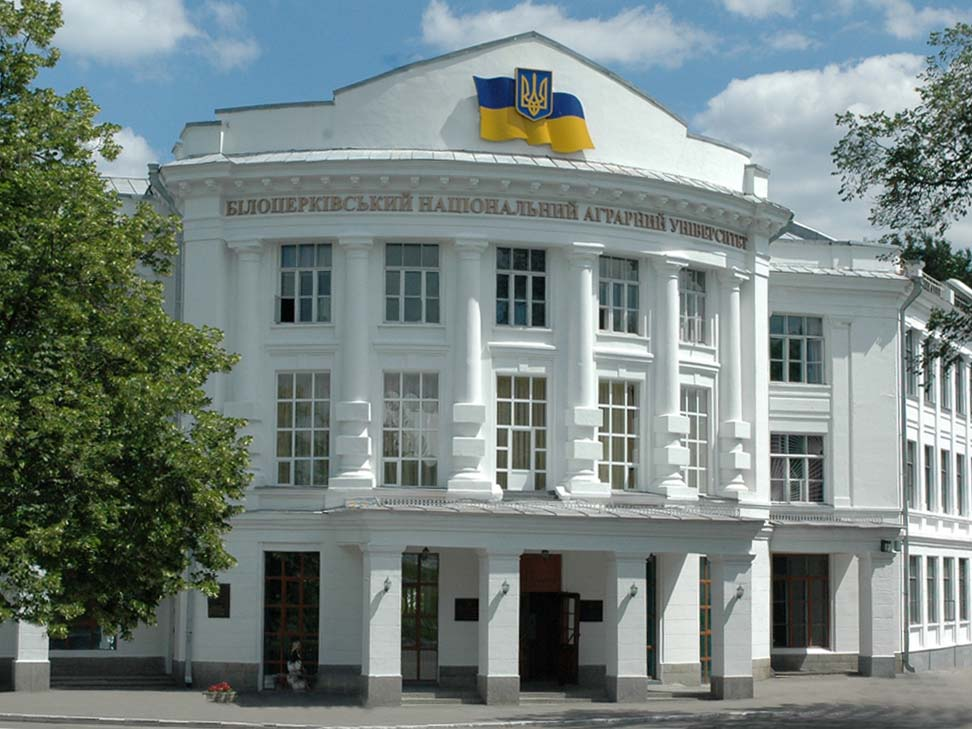 БІЛОЦЕРКІВСЬКИЙ НАЦІОНАЛЬНИЙ АГРАРНИЙ УНІВЕРСИТЕТ